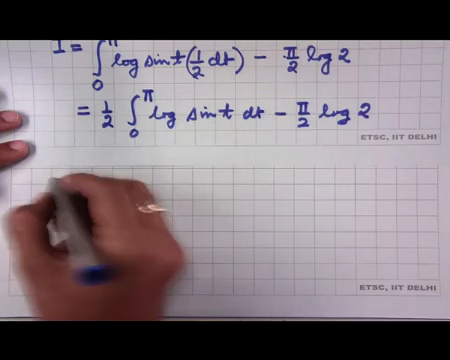 I = ∫₀^π log sin t (1/2 dt) − π/2 log 2
= 1/2 ∫₀^π log sin t dt − π/2 log 2
ETSC, IIT DELHI
ETSC, IIT DELHI